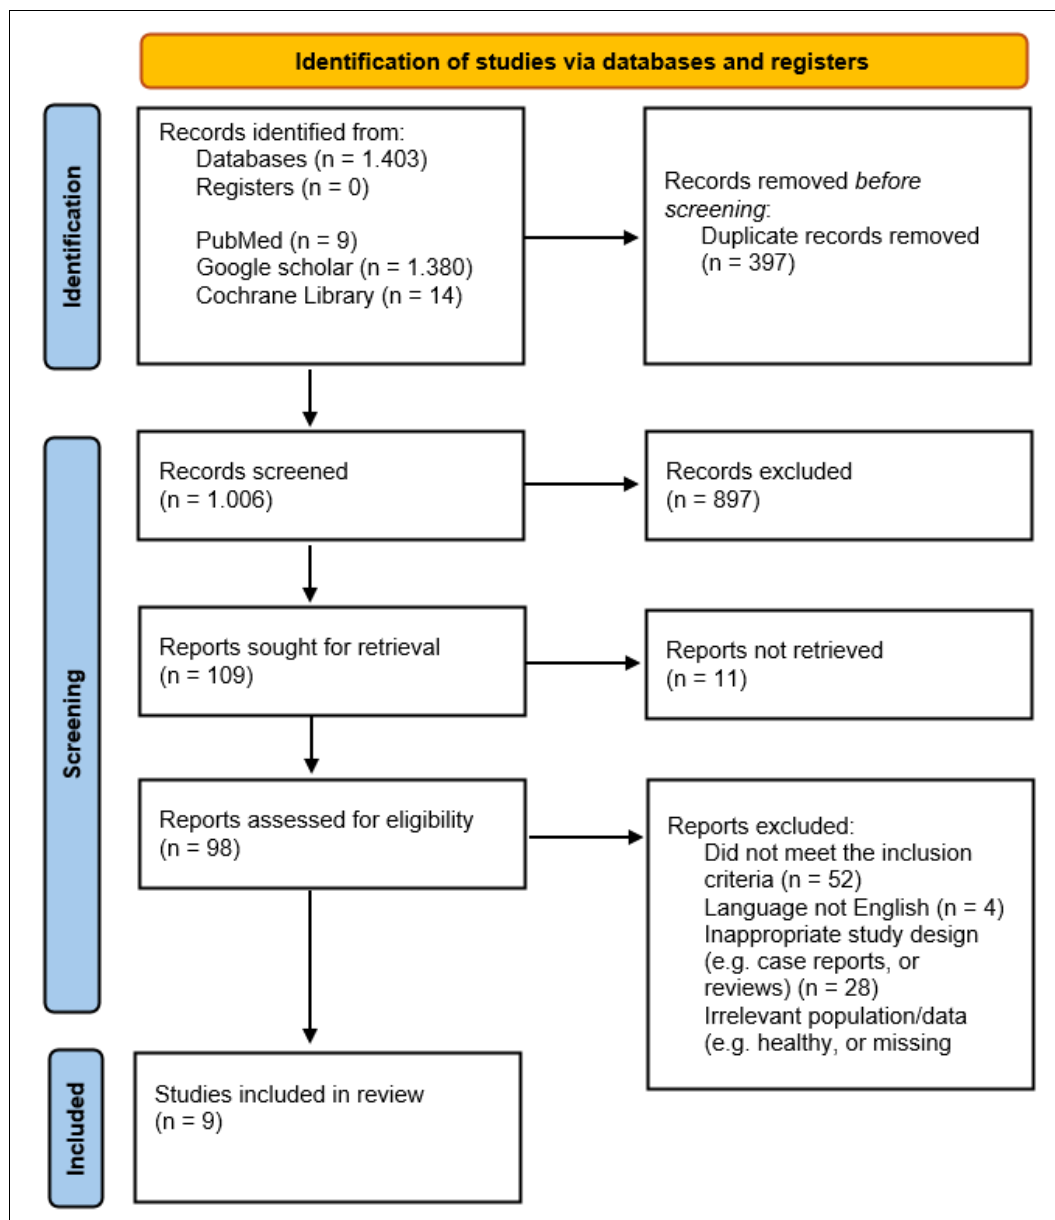 Identification of studies via databases and registers
Identification
Records identified from:
Databases (n = 1.403)
Registers (n = 0)
PubMed (n = 9)
Google scholar (n = 1.380)
Cochrane Library (n = 14)
Records removed before
screening:
Duplicate records removed
(n = 397)
Screening
Records screened
(n = 1.006)
Records excluded
(n = 897)
Reports sought for retrieval
(n = 109)
Reports not retrieved
(n = 11)
Reports assessed for eligibility
(n = 98)
Reports excluded:
Did not meet the inclusion
criteria (n = 52)
Language not English (n = 4)
Inappropriate study design
(e.g. case reports, or
reviews) (n = 28)
Irrelevant population/data
(e.g. healthy, or missing
Included
Studies included in review
(n = 9)